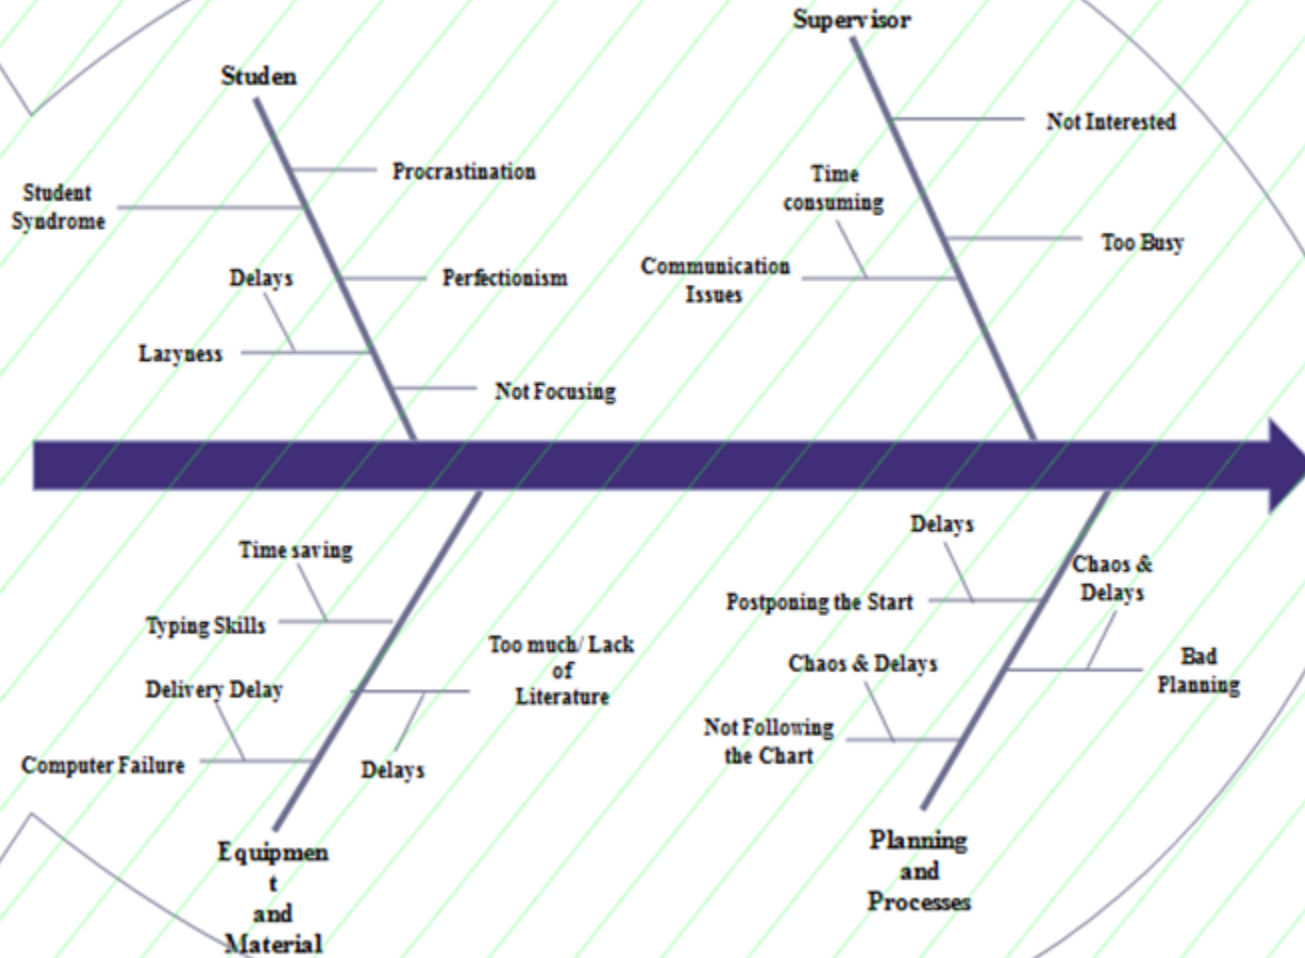 Supervisor
Studen
Not Interested
Procrastination
Time
consuming
Student
Syndrome
Too Busy
Communication
Issues
Delays
Perfectionism
Lazyness
Not Focusing
Delays
Time saving
Chaos &
Delays
Postponing the Start
Typing Skills
Too much/ Lack
of
Literature
Chaos & Delays
Bad
Planning
Delivery Delay
Not Following
the Chart
Computer Failure
Delays
Equipmen
t
and
Material
Planning
and
Processes